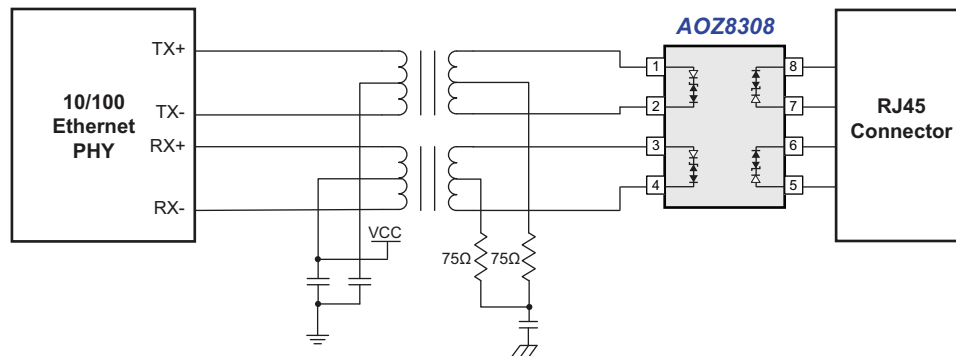 AOZ8308
10/100
Ethernet
PHY
TX+
TX-
RX+
RX-
VCC
75Ω
75Ω
1
2
3
4
8
7
6
5
RJ45
Connector